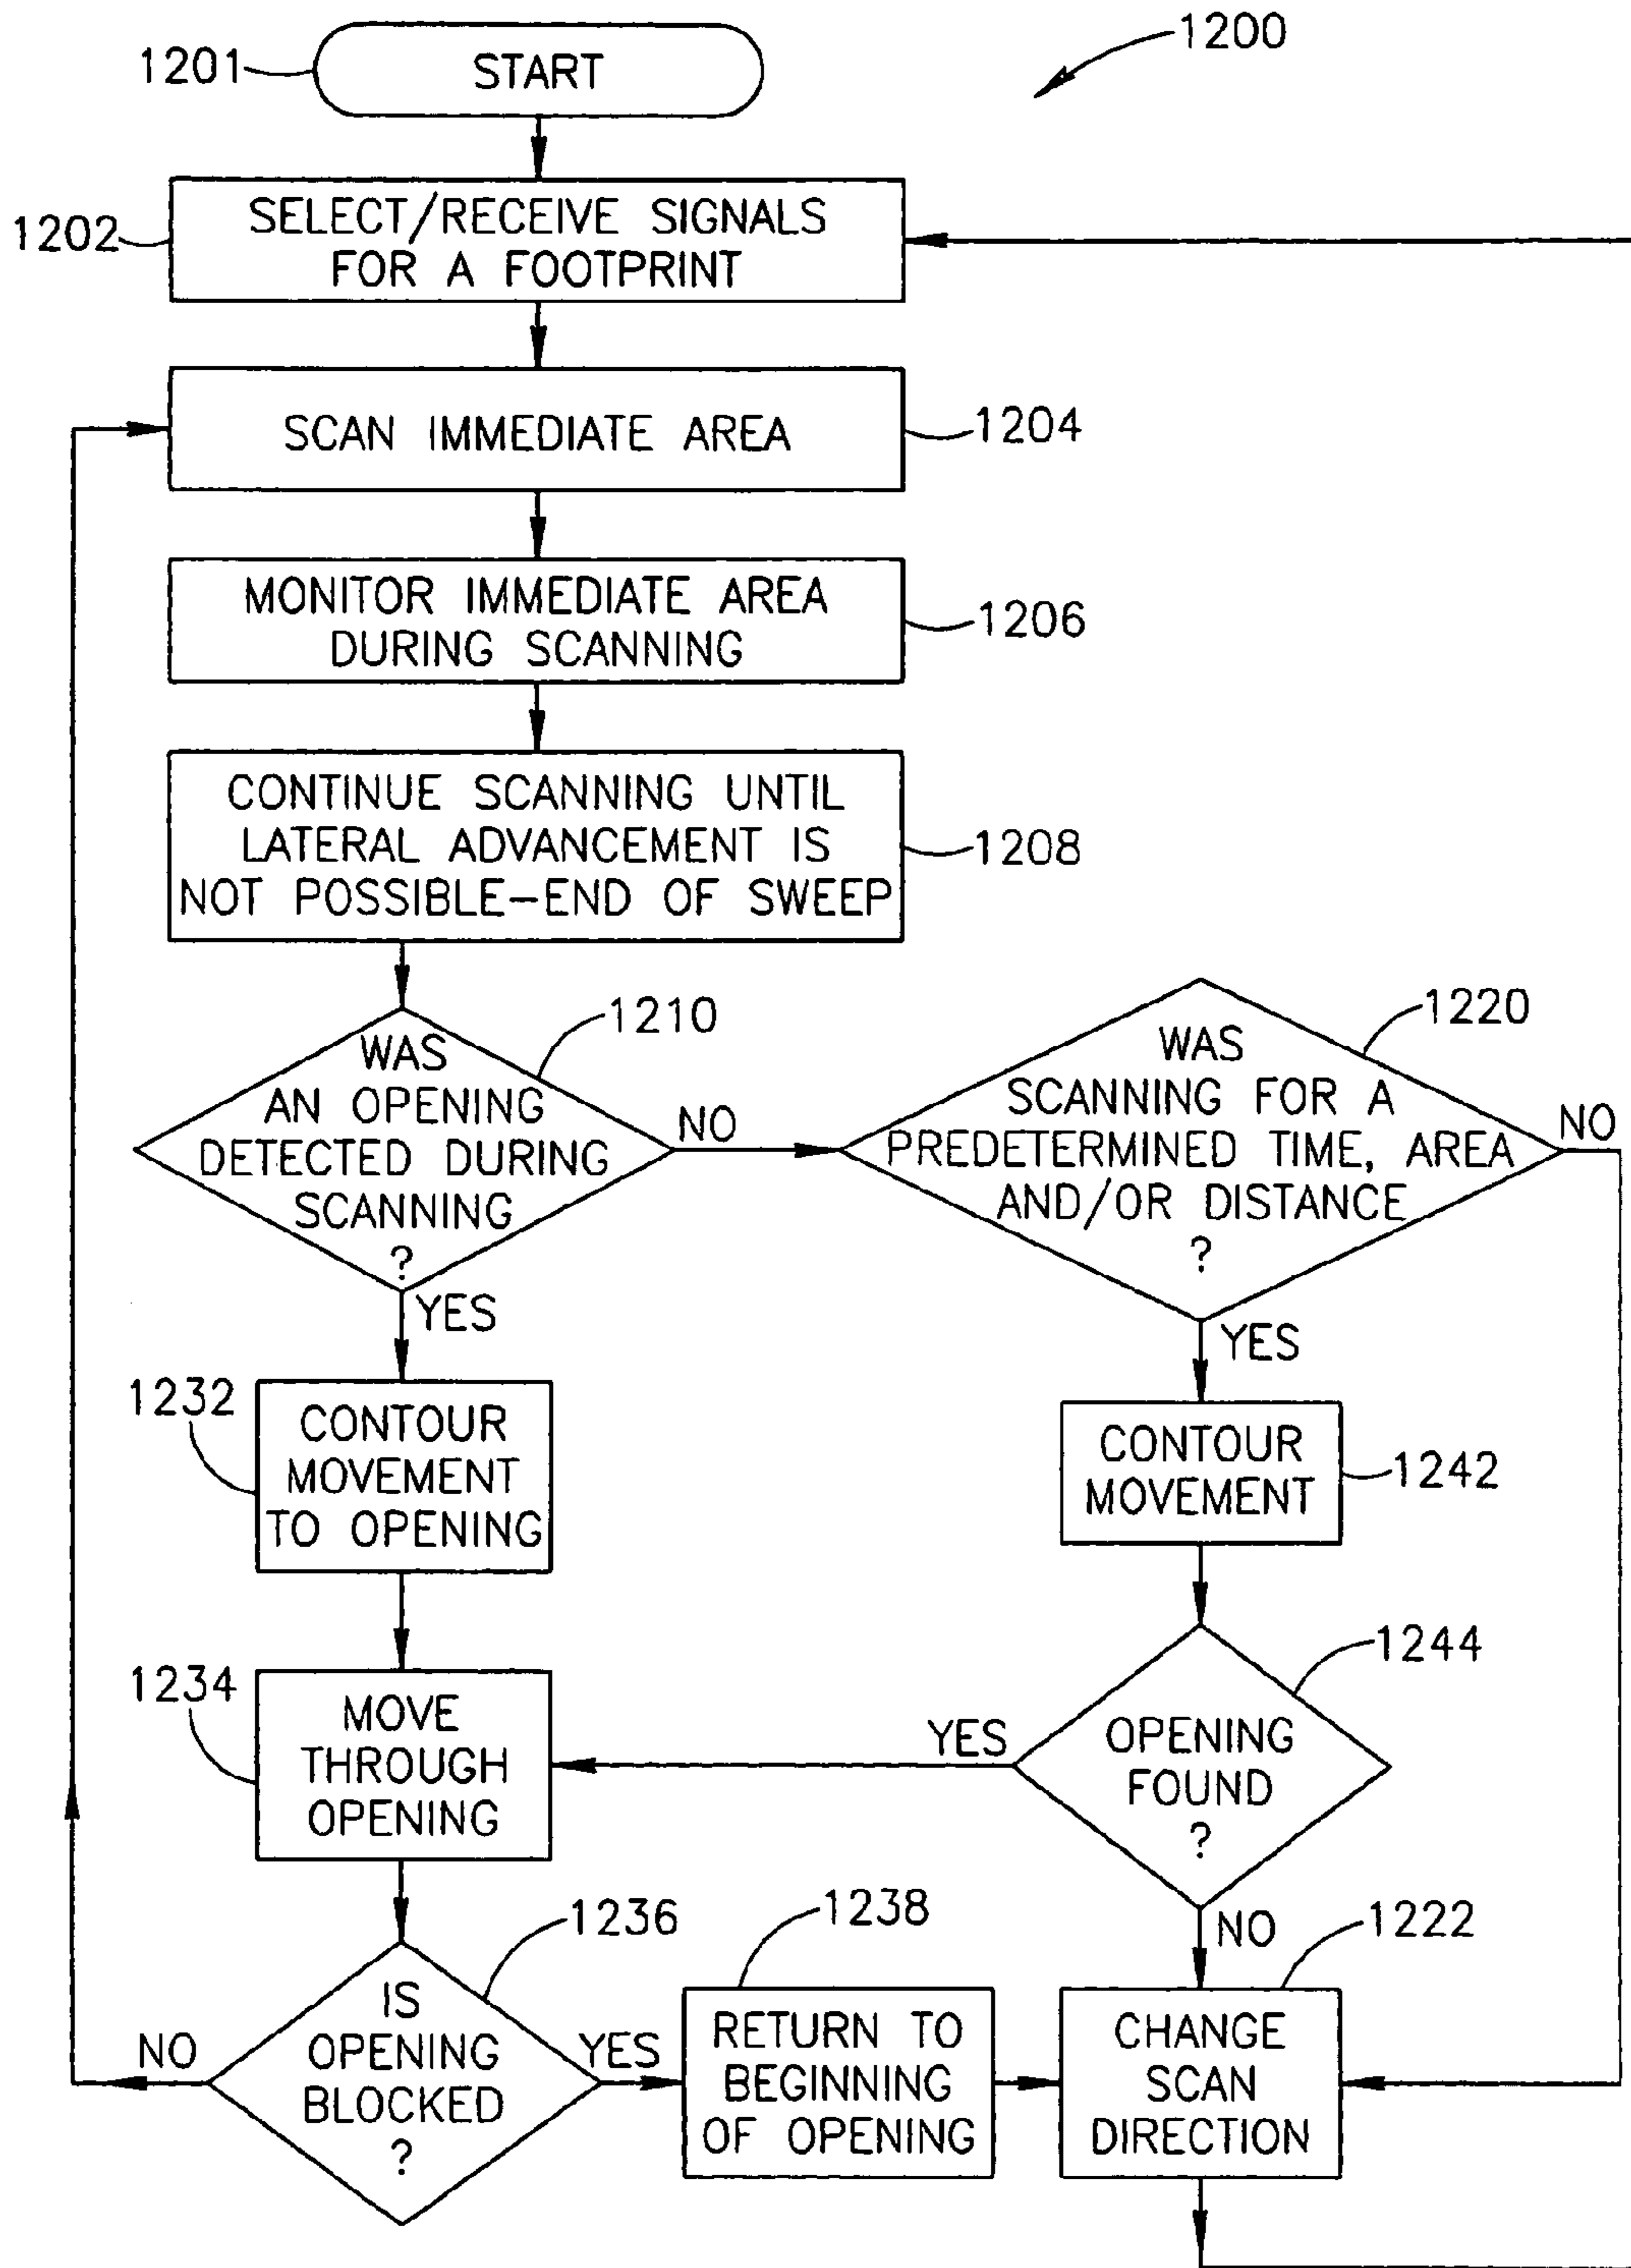 1200
1201
START
1202
SELECT/RECEIVE SIGNALS
FOR A FOOTPRINT
SCAN IMMEDIATE AREA
1204
MONITOR IMMEDIATE AREA
DURING SCANNING
1206
CONTINUE SCANNING UNTIL
LATERAL ADVANCEMENT IS
NOT POSSIBLE-END OF SWEEP
1208
1210
WAS
AN OPENING
DETECTED DURING
SCANNING
?
NO
YES
1220
WAS
SCANNING FOR A
PREDETERMINED TIME, AREA
AND/OR DISTANCE
?
NO
YES
1232
CONTOUR
MOVEMENT
TO OPENING
CONTOUR
MOVEMENT
1242
1234
MOVE
THROUGH
OPENING
YES
1244
OPENING
FOUND
?
NO
1236
IS
OPENING
BLOCKED
?
NO
YES
1238
RETURN TO
BEGINNING
OF OPENING
1222
CHANGE
SCAN
DIRECTION